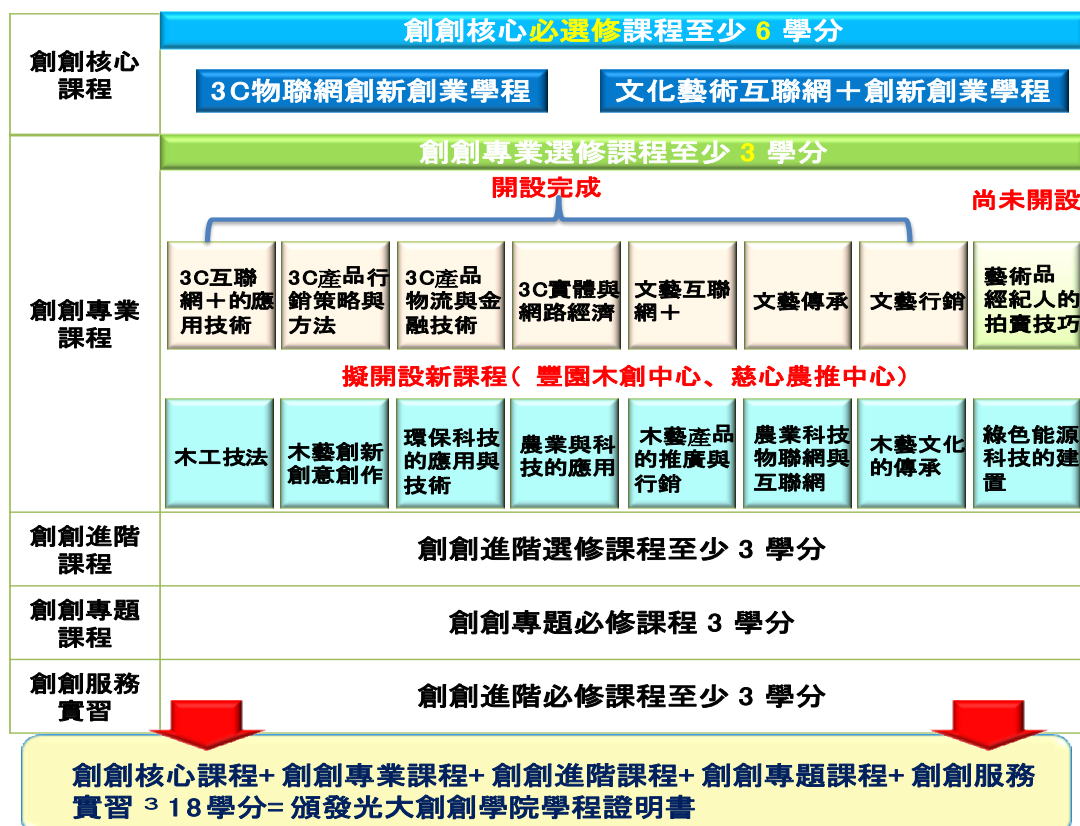 創創核心
課程
創創核心必選修課程至少 6 學分
3C物聯網創新創業學程
文化藝術互聯網＋創新創業學程
創創專業
課程
創創專業選修課程至少 3 學分
開設完成
尚未開設
3C互聯
網＋的應
用技術
3C產品行
銷策略與
方法
3C產品
物流與金
融技術
3C實體與
網路經濟
文藝互聯
網＋
文藝傳承
文藝行銷
藝術品
經紀人的
拍賣技巧
擬開設新課程( 豐園木創中心、慈心農推中心)
木工技法
木藝創新
創意創作
環保科技
的應用與
技術
農業與科
技的應用
木藝產品
的推廣與
行銷
農業科技
物聯網與
互聯網
木藝文化
的傳承
綠色能源
科技的建
置
創創進階
課程
創創進階選修課程至少 3 學分
創創專題
課程
創創專題必修課程 3 學分
創創服務
實習
創創進階必修課程至少 3 學分
創創核心課程+ 創創專業課程+ 創創進階課程+ 創創專題課程+ 創創服務
實習 ³ 18學分= 頒發光大創創學院學程證明書